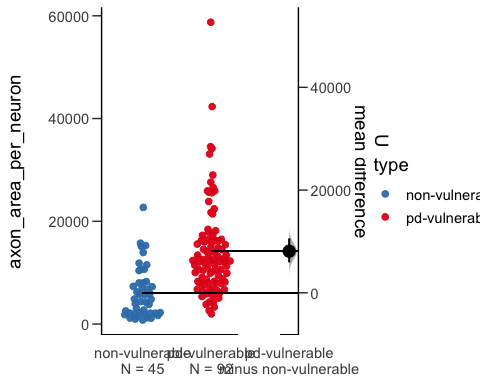 axon_area_per_neuron
60000
40000
20000
0
40000
20000
0
mean difference
U
type
non-vulnera
pd-vulnera
non-vulnerable
N = 45
pd-vulnerable
N = 92
pd-vulnerable
minus non-vulnerable